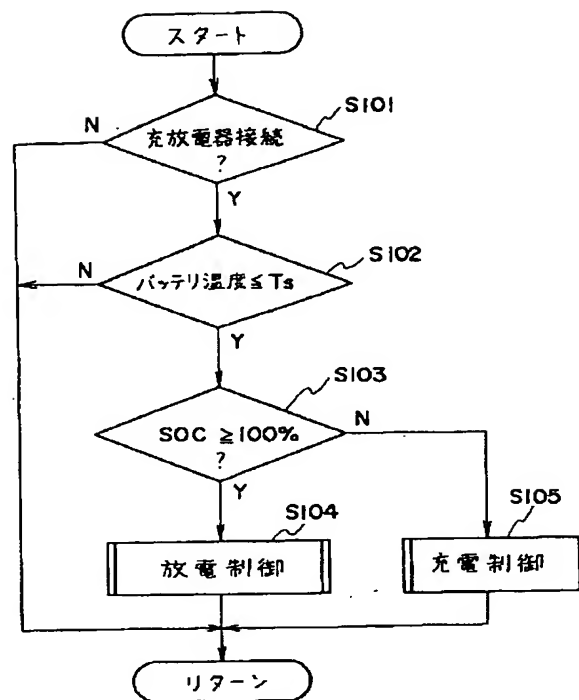 スタート
S101
N
充放電器接続
?
Y
S102
N
バッテリ温度≦Ts
Y
S103
SOC ≧100%
?
N
Y
S104
放電制御
S105
充電制御
リターン